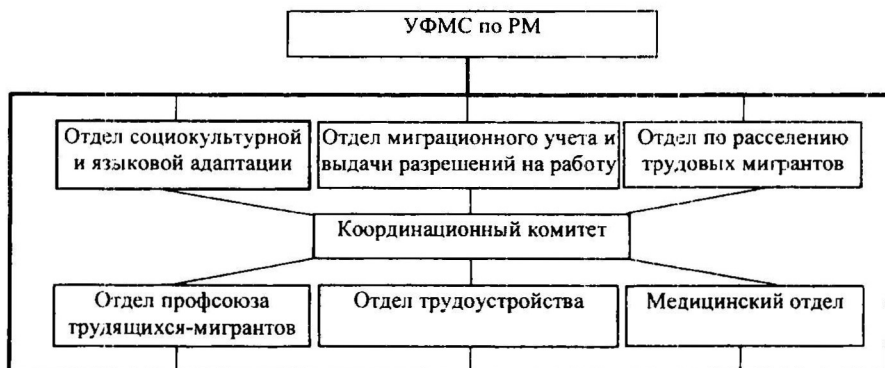 УФМС по РМ
Отдел социокультурной
и языковой адаптации
Отдел миграционного учета и
выдачи разрешений на работу
Отдел по расселению
трудовых мигрантов
Координационный комитет
Отдел профсоюза
трудящихся-мигрантов
Отдел трудоустройства
Медицинский отдел